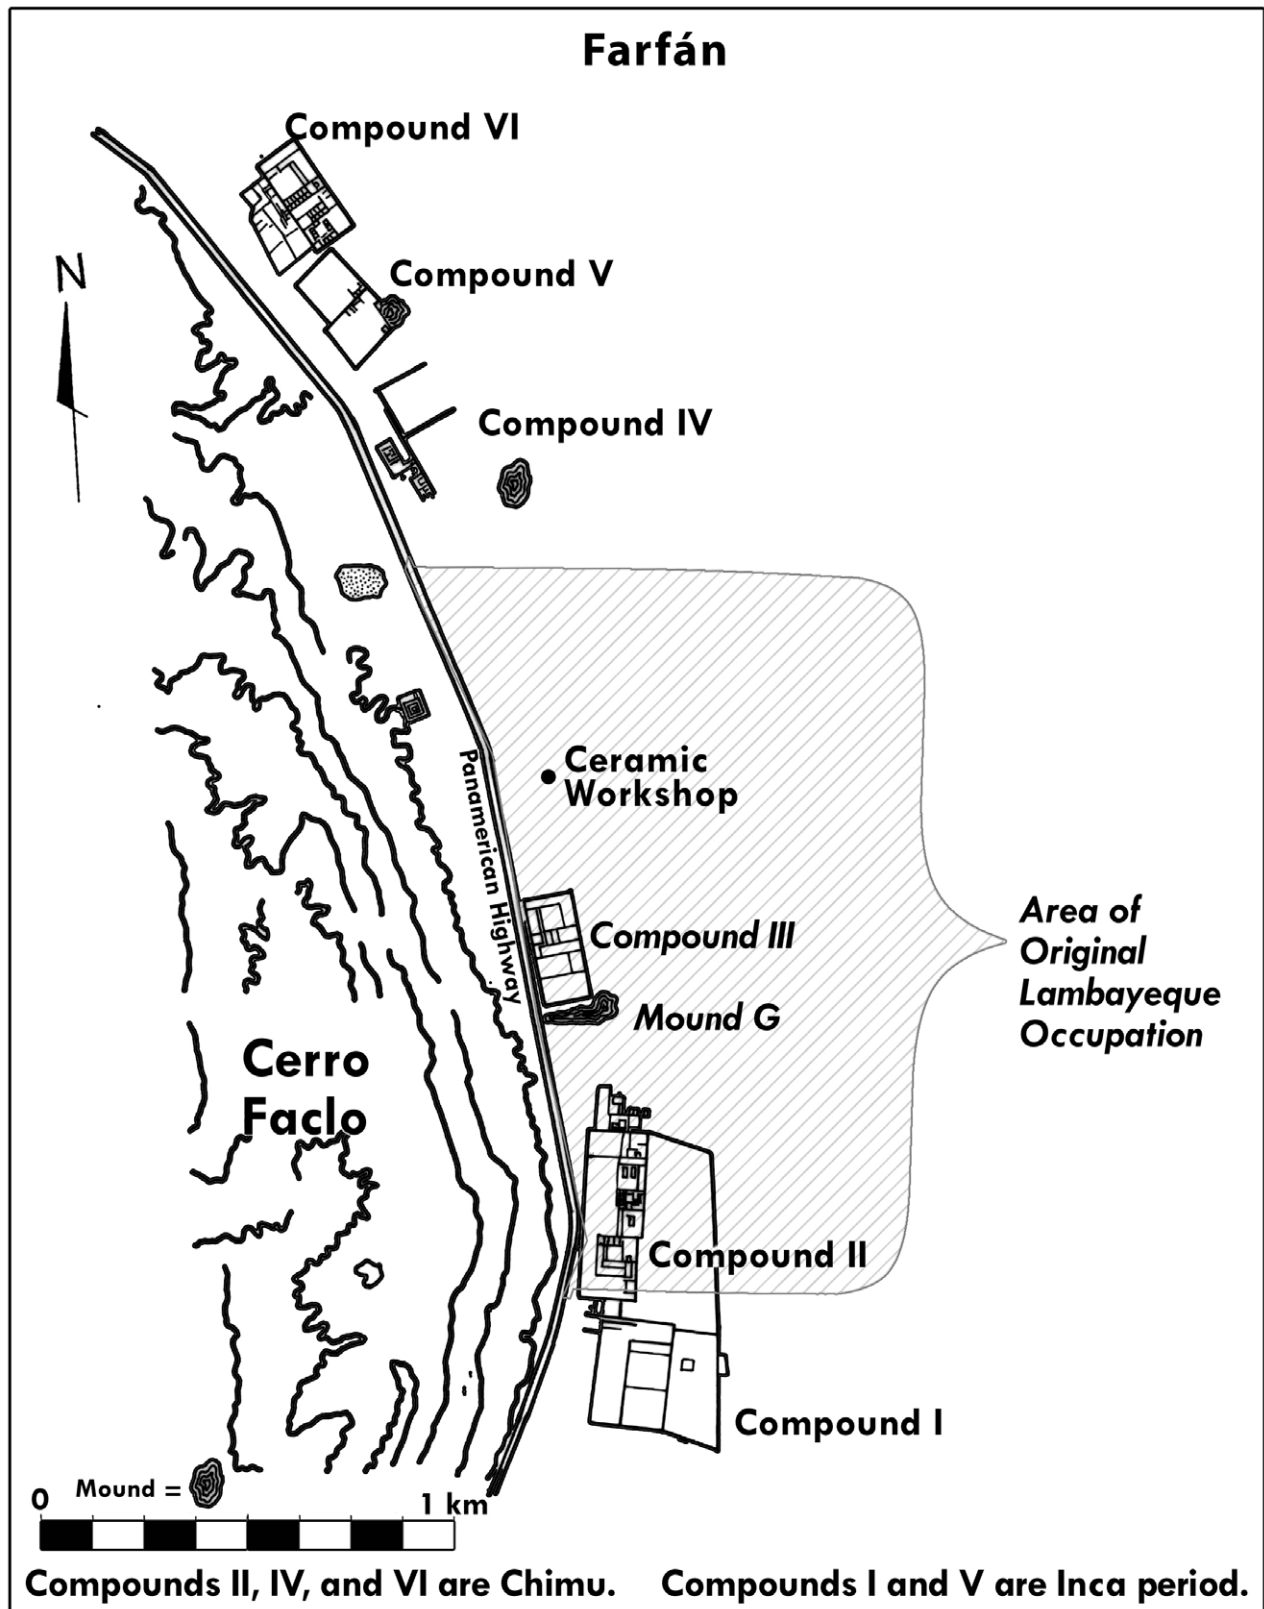 Farfán
Compound VI
N
Compound V
Compound IV
Ceramic
Workshop
Panamerican Highway
Compound III
Mound G
Area of
Original
Lambayeque
Occupation
Cerro
Faclo
Compound II
Compound I
Mound =
0
1 km
Compounds II, IV, and VI are Chimu. Compounds I and V are Inca period.